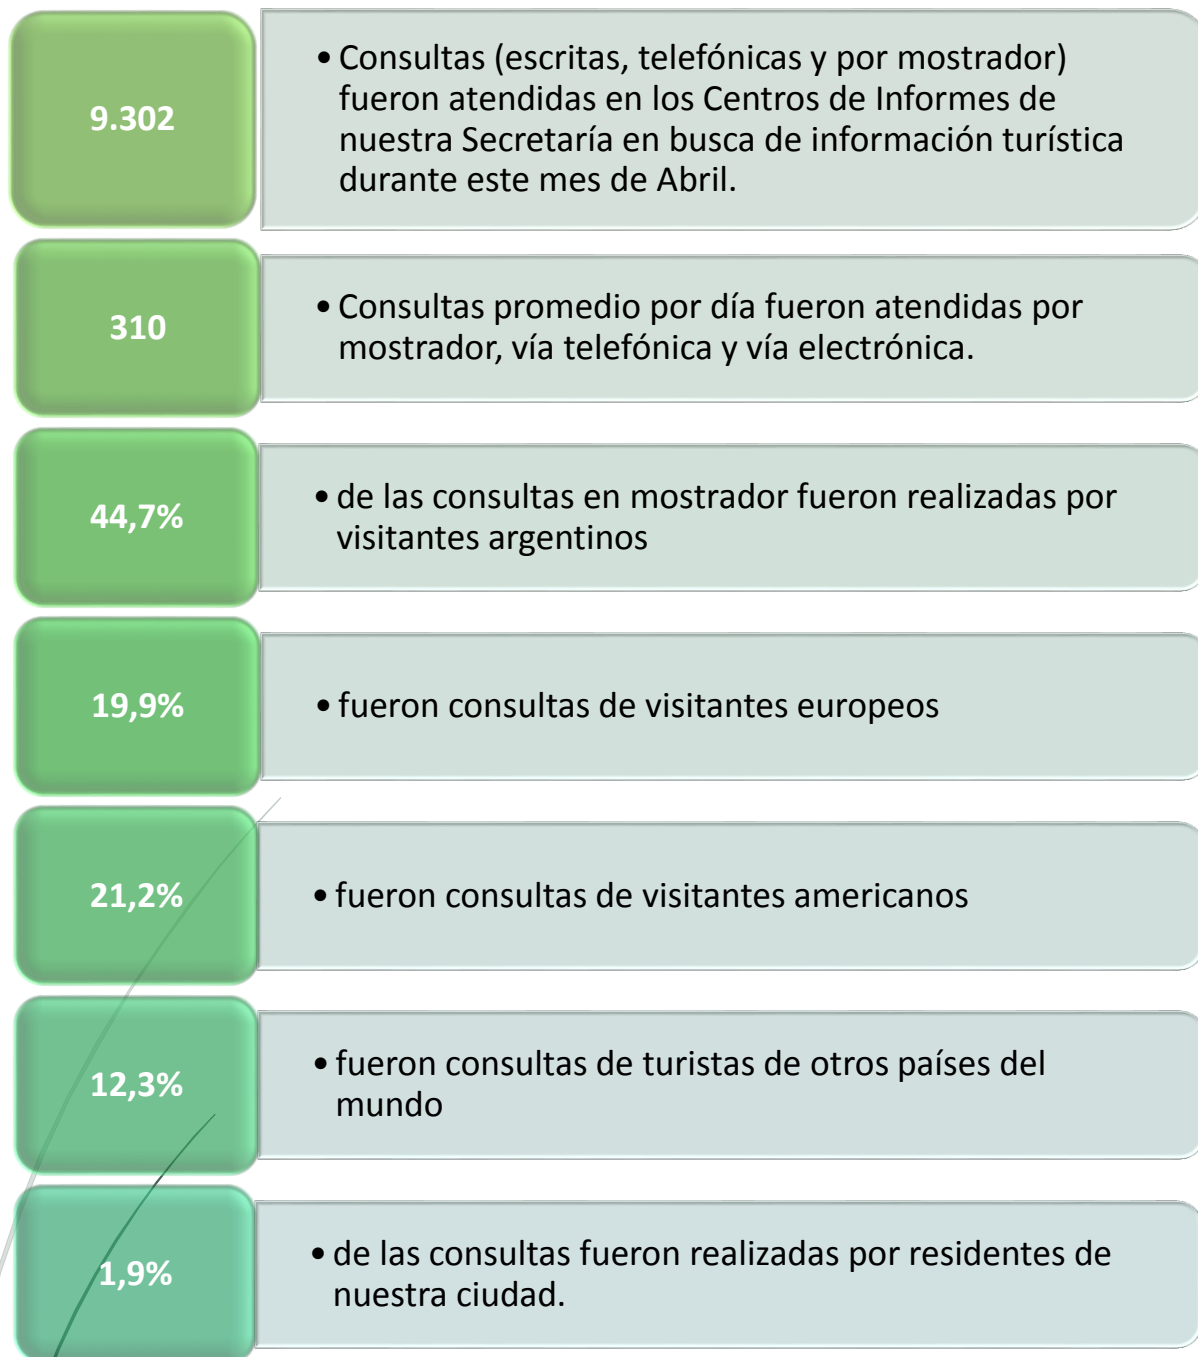 9.302
• Consultas (escritas, telefónicas y por mostrador)
fueron atendidas en los Centros de Informes de
nuestra Secretaría en busca de información turística
durante este mes de Abril.
310
• Consultas promedio por día fueron atendidas por
mostrador, vía telefónica y vía electrónica.
44,7%
• de las consultas en mostrador fueron realizadas por
visitantes argentinos
19,9%
• fueron consultas de visitantes europeos
21,2%
• fueron consultas de visitantes americanos
12,3%
• fueron consultas de turistas de otros países del
mundo
1,9%
• de las consultas fueron realizadas por residentes de
nuestra ciudad.